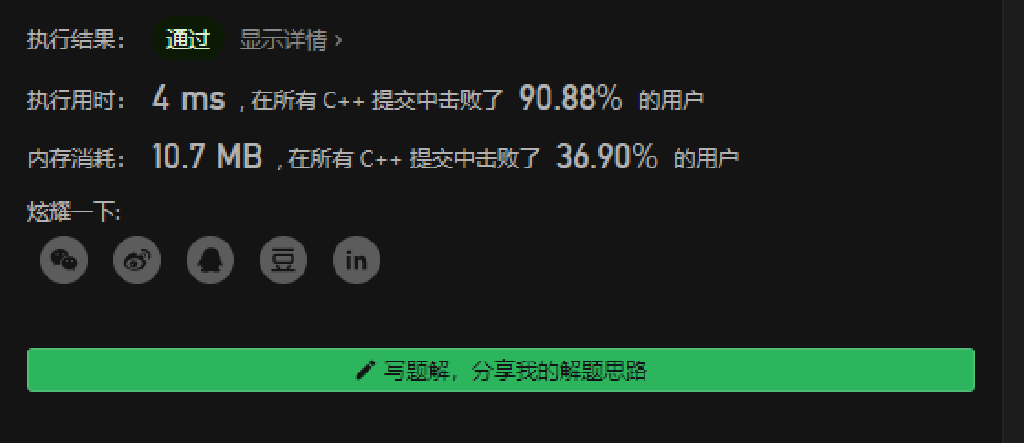 执行结果： 通过 显示详情 ›
执行用时： 4 ms , 在所有 C++ 提交中击败了 90.88% 的用户
内存消耗： 10.7 MB , 在所有 C++ 提交中击败了 36.90% 的用户
炫耀一下:
豆 in
写题解，分享我的解题思路